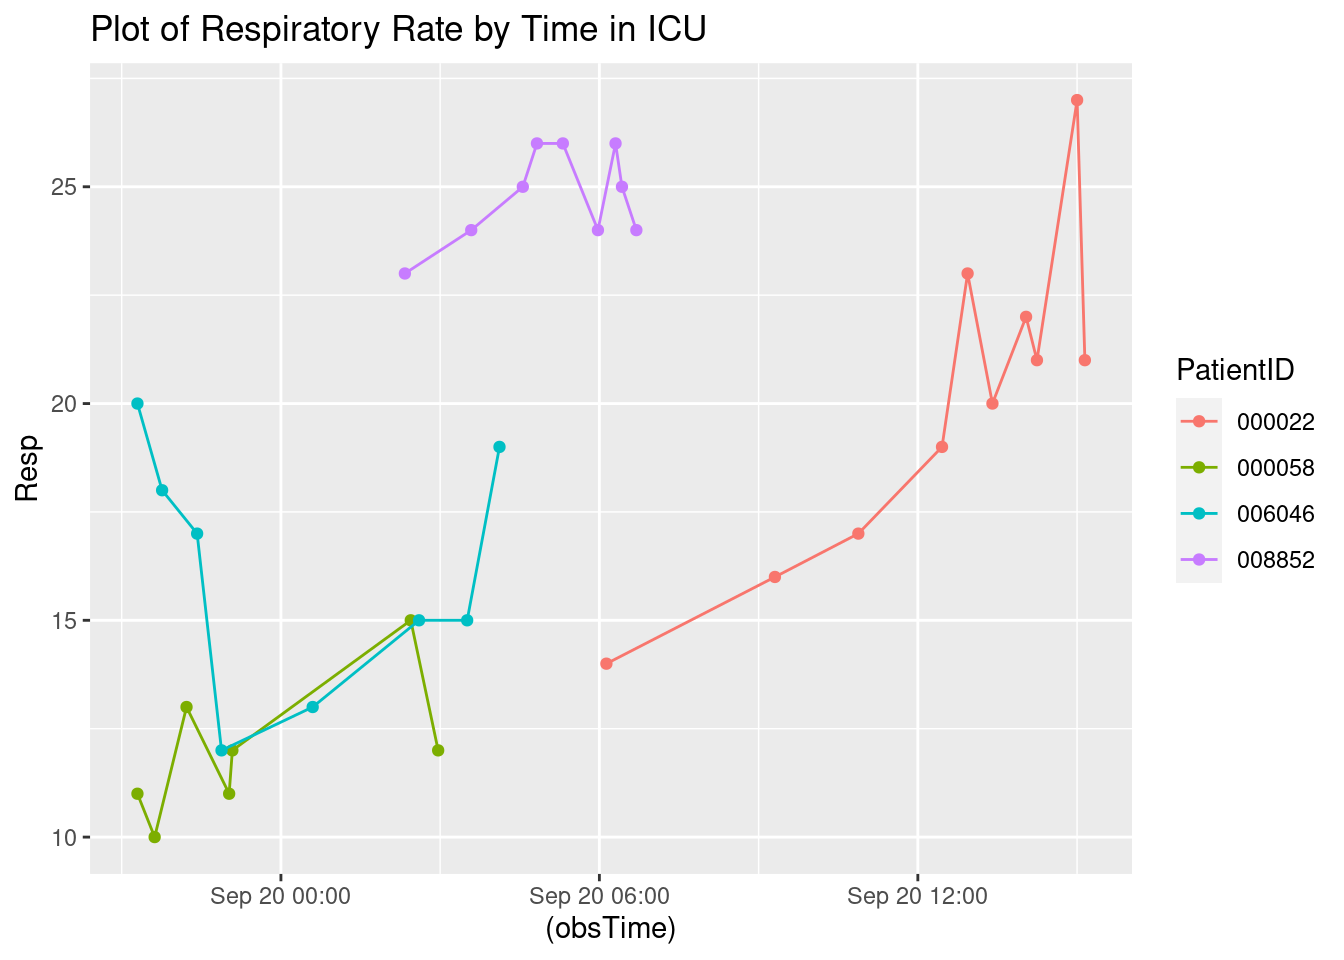 Plot of Respiratory Rate by Time in ICU
25
20
15
10
Resp
Sep 20 00:00
Sep 20 06:00
Sep 20 12:00
(obsTime)
PatientID
000022
000058
006046
008852